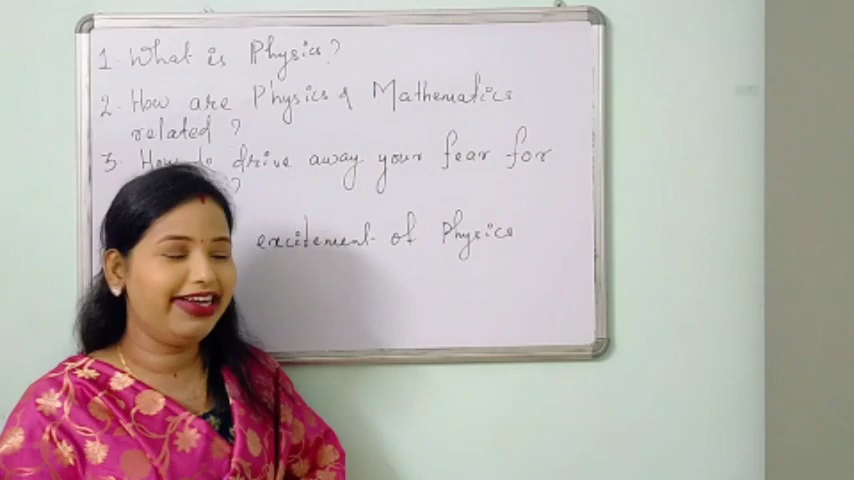 1. What is Physics?
2. How are Physics & Mathematics
related ?
3. How to drive away your fear for
?
excitement of Physics